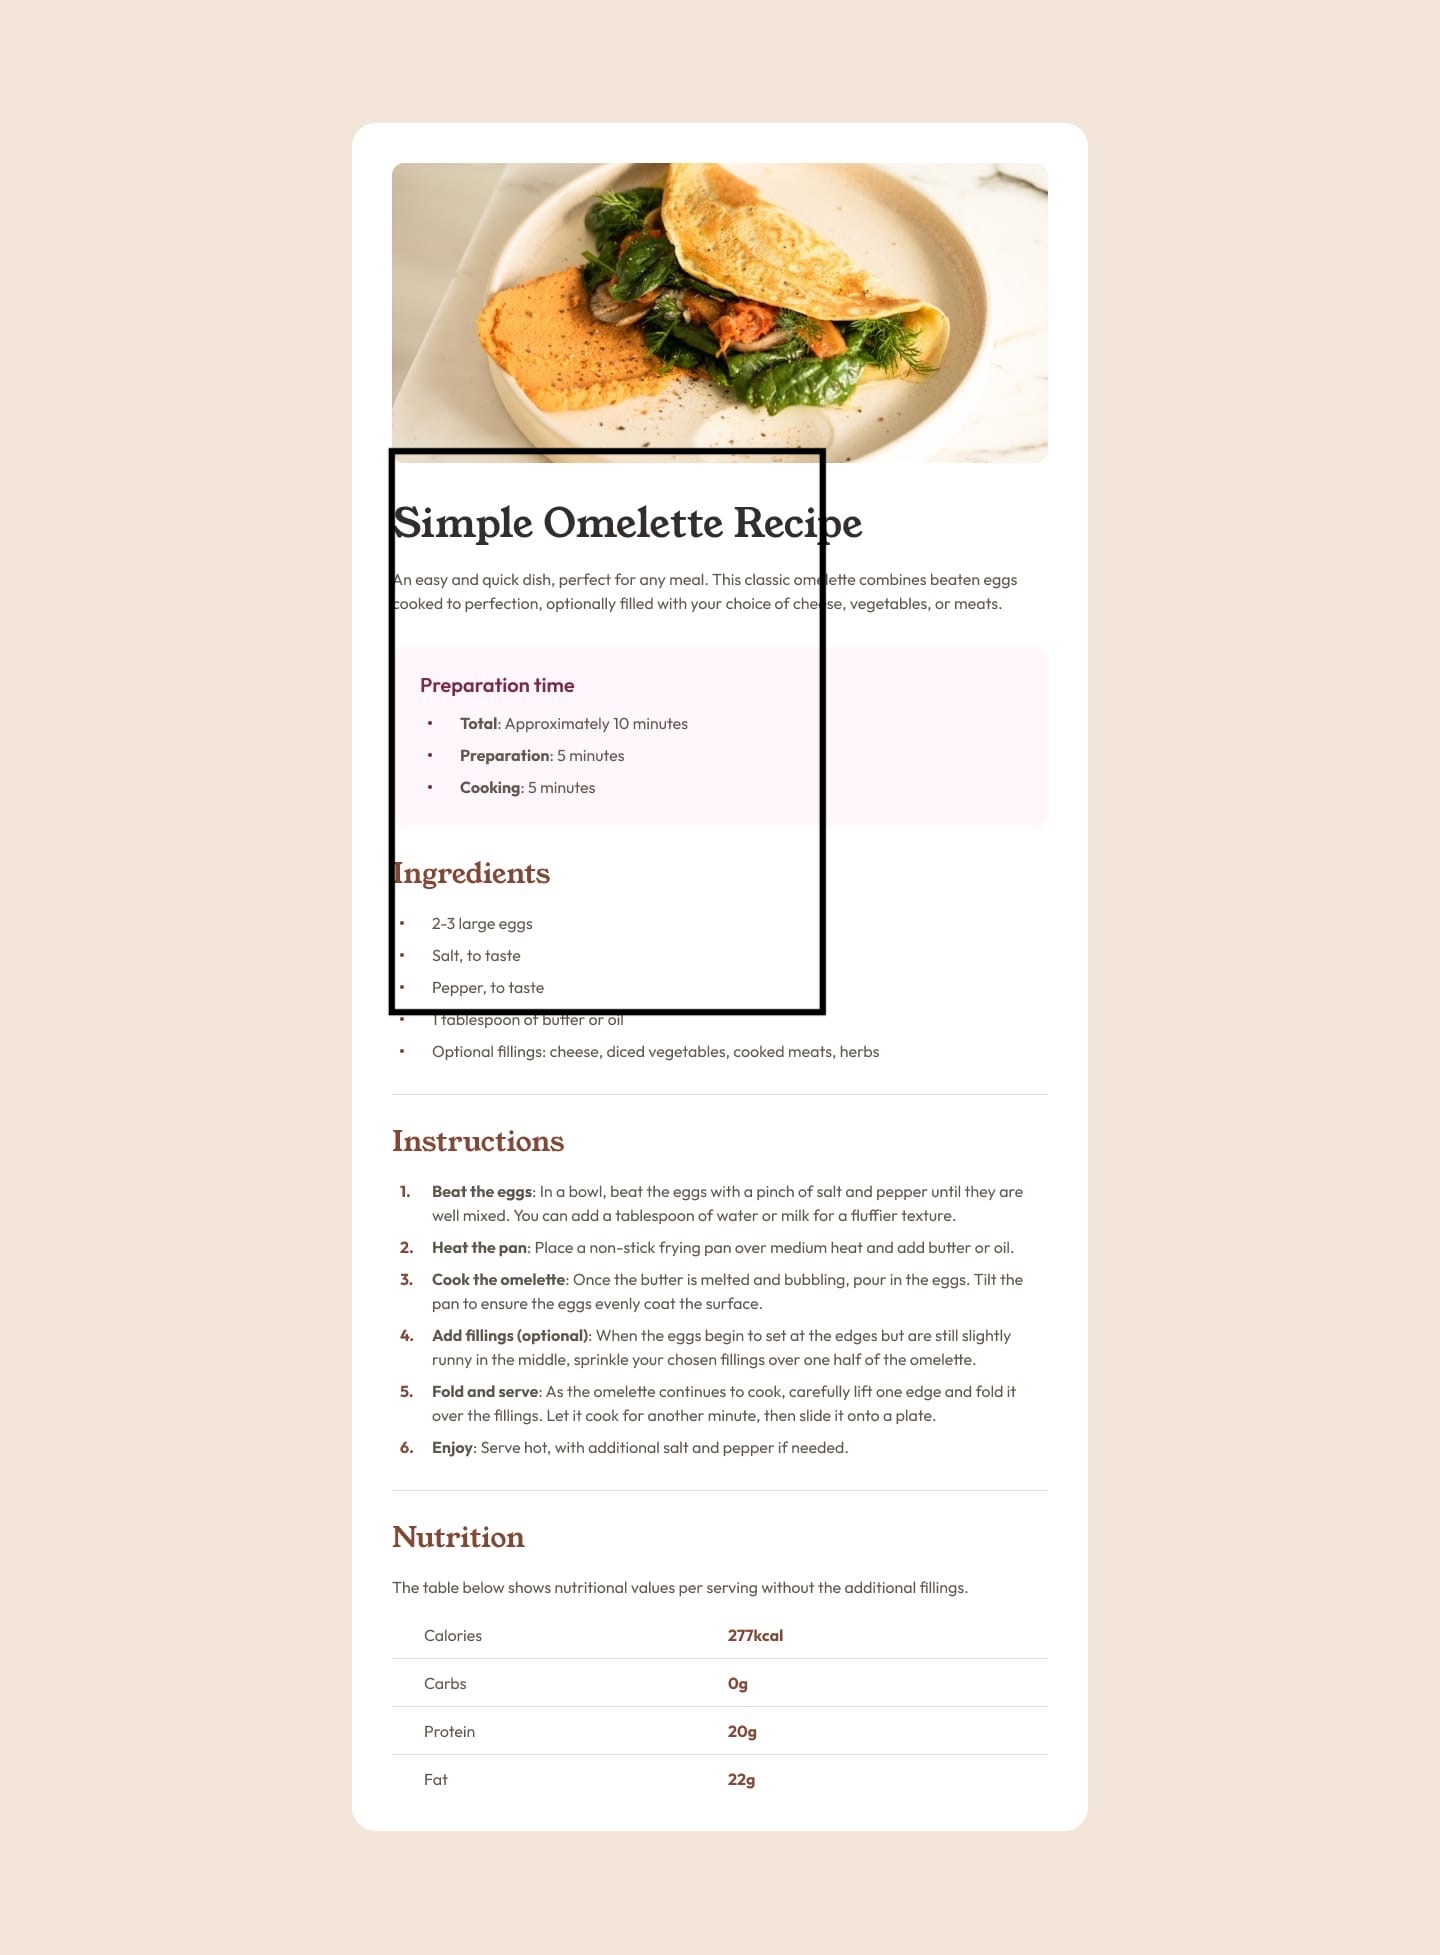 Simple Omelette Recipe
An easy and quick dish, perfect for any meal. This classic omelette combines beaten eggs
cooked to perfection, optionally filled with your choice of cheese, vegetables, or meats.
Preparation time
• Total: Approximately 10 minutes
• Preparation: 5 minutes
• Cooking: 5 minutes
Ingredients
• 2-3 large eggs
• Salt, to taste
• Pepper, to taste
• 1 tablespoon of butter or oil
• Optional fillings: cheese, diced vegetables, cooked meats, herbs
Instructions
1. Beat the eggs: In a bowl, beat the eggs with a pinch of salt and pepper until they are
well mixed. You can add a tablespoon of water or milk for a fluffier texture.
2. Heat the pan: Place a non-stick frying pan over medium heat and add butter or oil.
3. Cook the omelette: Once the butter is melted and bubbling, pour in the eggs. Tilt the
pan to ensure the eggs evenly coat the surface.
4. Add fillings (optional): When the eggs begin to set at the edges but are still slightly
runny in the middle, sprinkle your chosen fillings over one half of the omelette.
5. Fold and serve: As the omelette continues to cook, carefully lift one edge and fold it
over the fillings. Let it cook for another minute, then slide it onto a plate.
6. Enjoy: Serve hot, with additional salt and pepper if needed.
Nutrition
The table below shows nutritional values per serving without the additional fillings.
Calories 277kcal
Carbs 0g
Protein 20g
Fat 22g